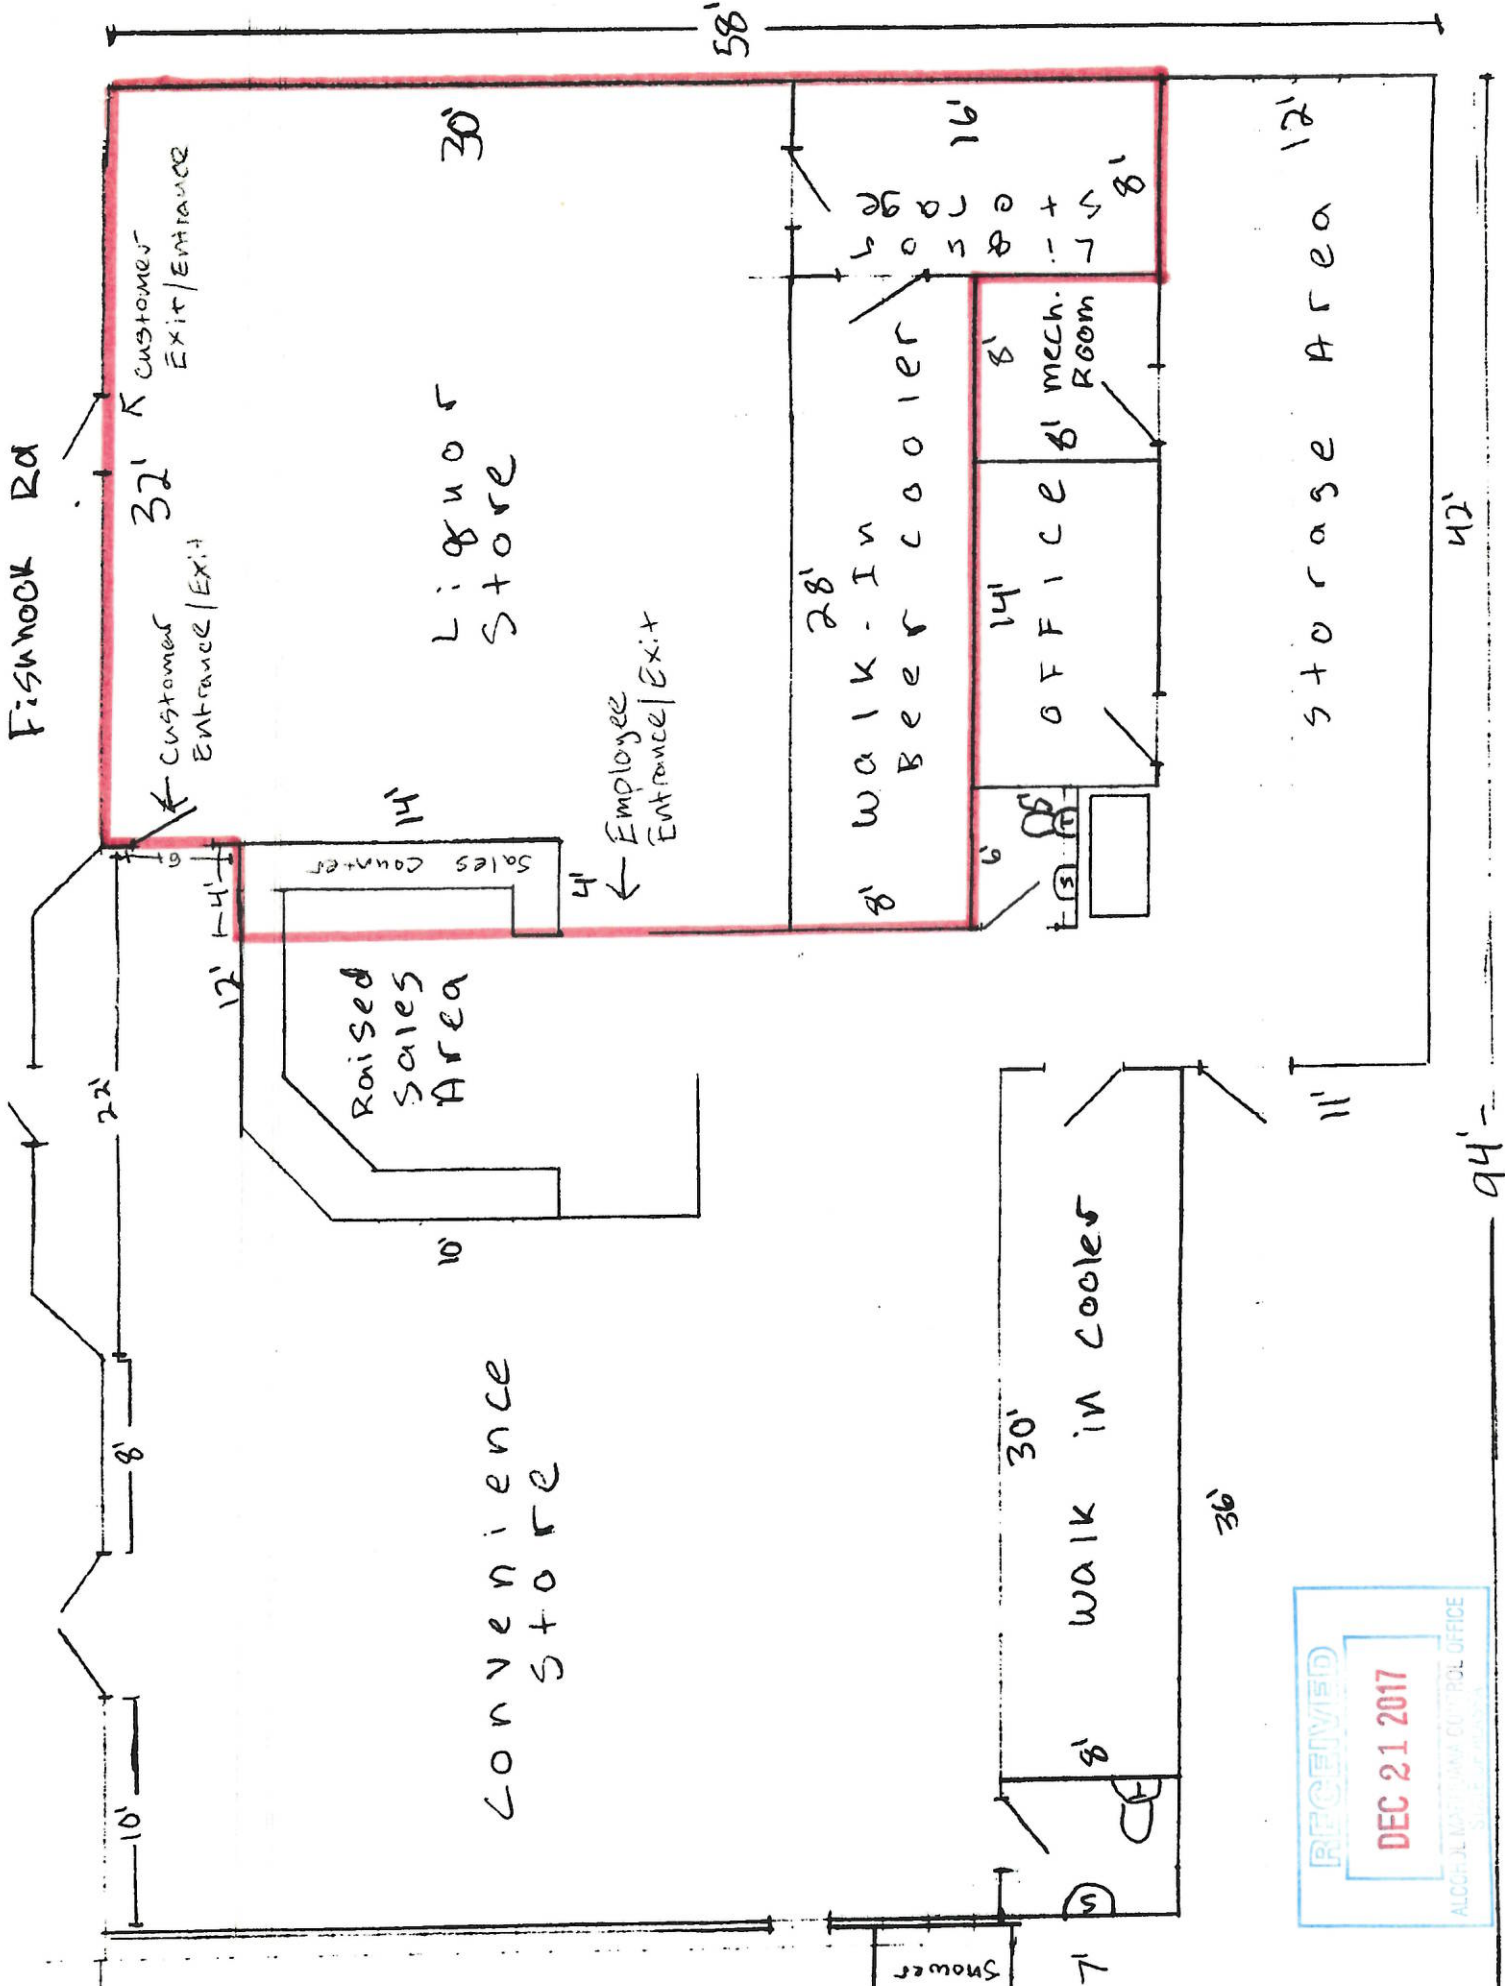 Fishhook Rd
22'
8'
10'
12'
4'
6
32'
58'
Customer
Entrance/Exit
Customer
Exit/Entrance
14'
Sales Counter
4'
Raised
Sales
Area
10'
Liquor
Store
30'
Employee
Entrance/Exit
Convenience
Store
28'
Walk-In
Beer Cooler
8'
Liquor
Storage
16'
8'
6'
14'
OFFICE
8'
8'
mech.
Room
S
T
30'
Walk in Cooler
8'
36'
T
S
Shower
7'
11'
Storage Area
12'
42'
94'
RECEIVED
DEC 21 2017
ALCOHOL MARIJUANA CONTROL OFFICE